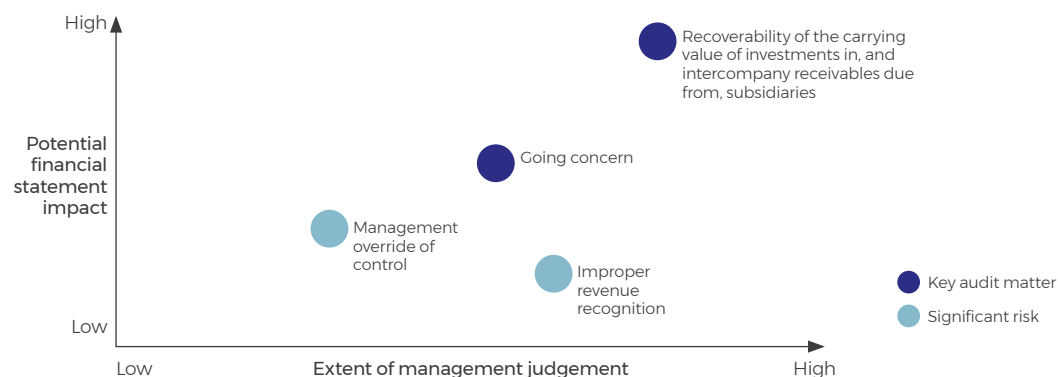 High
Recoverability of the carrying
value of investments in, and
intercompany receivables due
from, subsidiaries
Potential
financial
statement
impact
Going concern
Management
override of
control
Improper
revenue
recognition
Key audit matter
Significant risk
Low
Low
Extent of management judgement
High